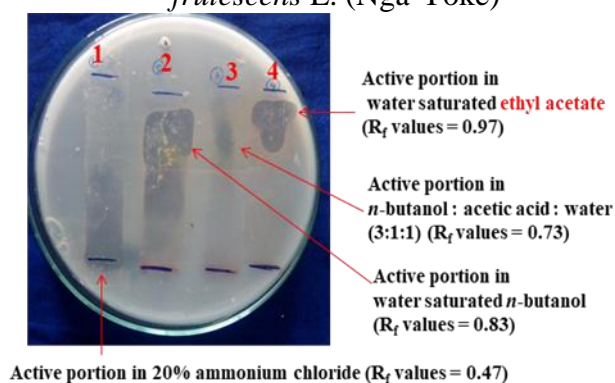 frutescens L. (Nga-Yoke)
1
2
3
4
Active portion in
water saturated ethyl acetate
(Rf values = 0.97)
Active portion in
n-butanol : acetic acid : water
(3:1:1) (Rf values = 0.73)
Active portion in
water saturated n-butanol
(Rf values = 0.83)
Active portion in 20% ammonium chloride (Rf values = 0.47)